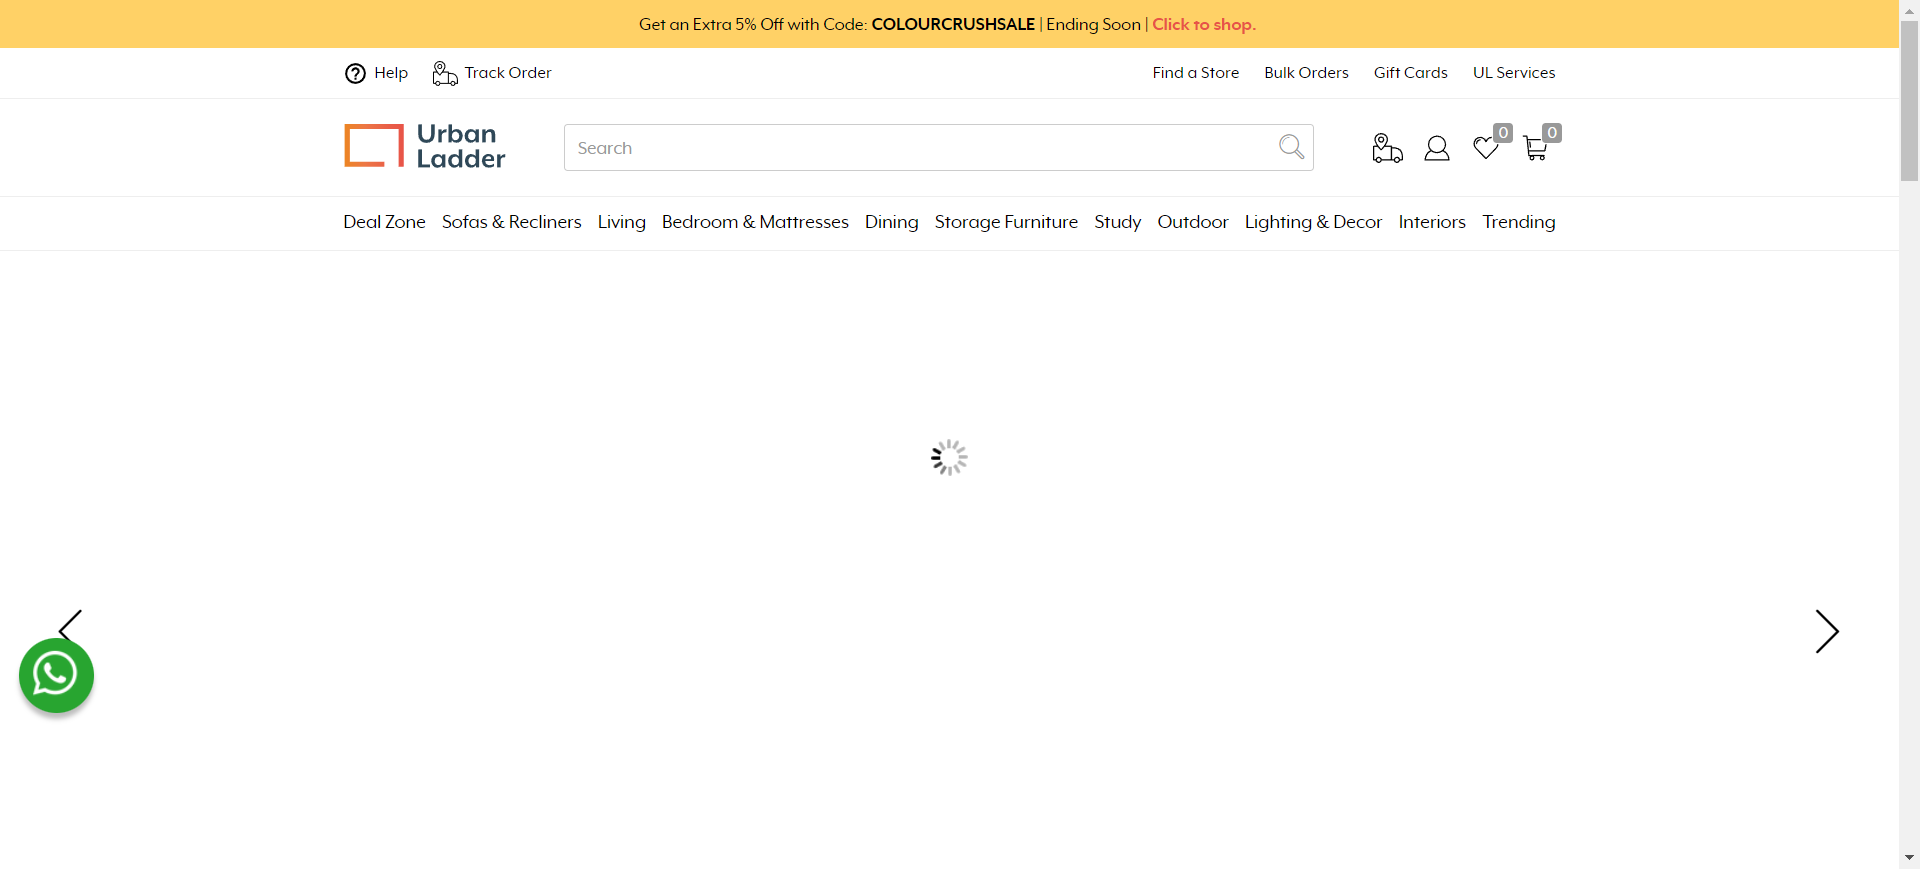 Get an Extra 5% Off with Code: COLOURCRUSHSALE | Ending Soon | Click to shop.
Help Track Order Find a Store Bulk Orders Gift Cards UL Services
Urban
Ladder
Search
0 0
Deal Zone Sofas & Recliners Living Bedroom & Mattresses Dining Storage Furniture Study Outdoor Lighting & Decor Interiors Trending